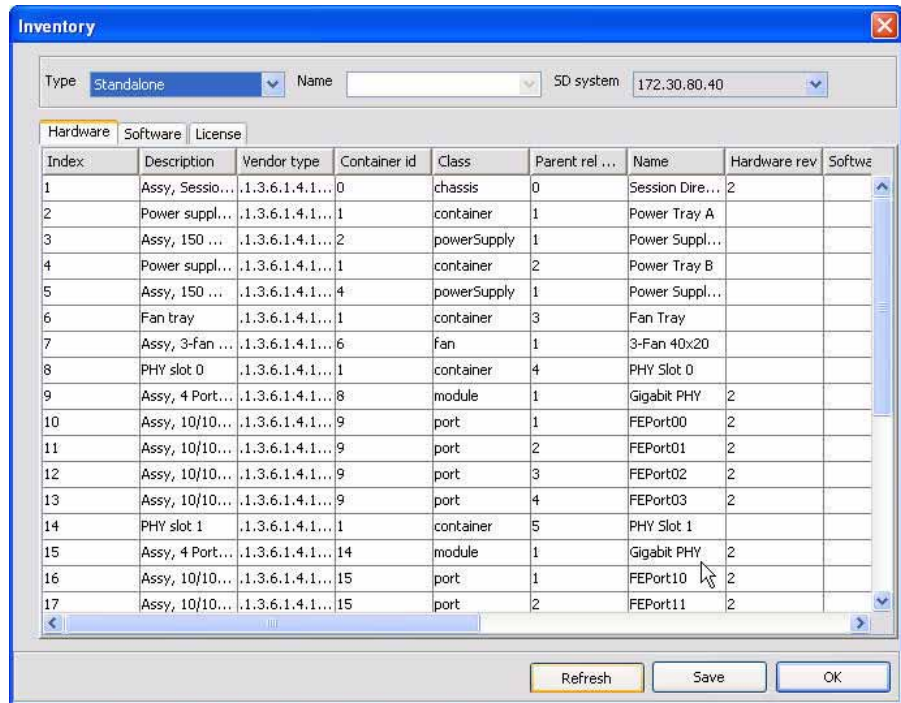 Inventory
Type Standalone Name SD system 172.30.80.40
Hardware Software License
Index Description Vendor type Container id Class Parent rel ... Name Hardware rev Softwa
1 Assy, Sessio... .1.3.6.1.4.1... 0 chassis 0 Session Dire... 2
2 Power suppl... .1.3.6.1.4.1... 1 container 1 Power Tray A
3 Assy, 150 ... .1.3.6.1.4.1... 2 powerSupply 1 Power Suppl...
4 Power suppl... .1.3.6.1.4.1... 1 container 2 Power Tray B
5 Assy, 150 ... .1.3.6.1.4.1... 4 powerSupply 1 Power Suppl...
6 Fan tray .1.3.6.1.4.1... 1 container 3 Fan Tray
7 Assy, 3-fan ... .1.3.6.1.4.1... 6 fan 1 3-Fan 40x20
8 PHY slot 0 .1.3.6.1.4.1... 1 container 4 PHY Slot 0
9 Assy, 4 Port... .1.3.6.1.4.1... 8 module 1 Gigabit PHY 2
10 Assy, 10/10... .1.3.6.1.4.1... 9 port 1 FEPort00 2
11 Assy, 10/10... .1.3.6.1.4.1... 9 port 2 FEPort01 2
12 Assy, 10/10... .1.3.6.1.4.1... 9 port 3 FEPort02 2
13 Assy, 10/10... .1.3.6.1.4.1... 9 port 4 FEPort03 2
14 PHY slot 1 .1.3.6.1.4.1... 1 container 5 PHY Slot 1
15 Assy, 4 Port... .1.3.6.1.4.1... 14 module 1 Gigabit PHY 2
16 Assy, 10/10... .1.3.6.1.4.1... 15 port 1 FEPort10 2
17 Assy, 10/10... .1.3.6.1.4.1... 15 port 2 FEPort11 2
Refresh Save OK